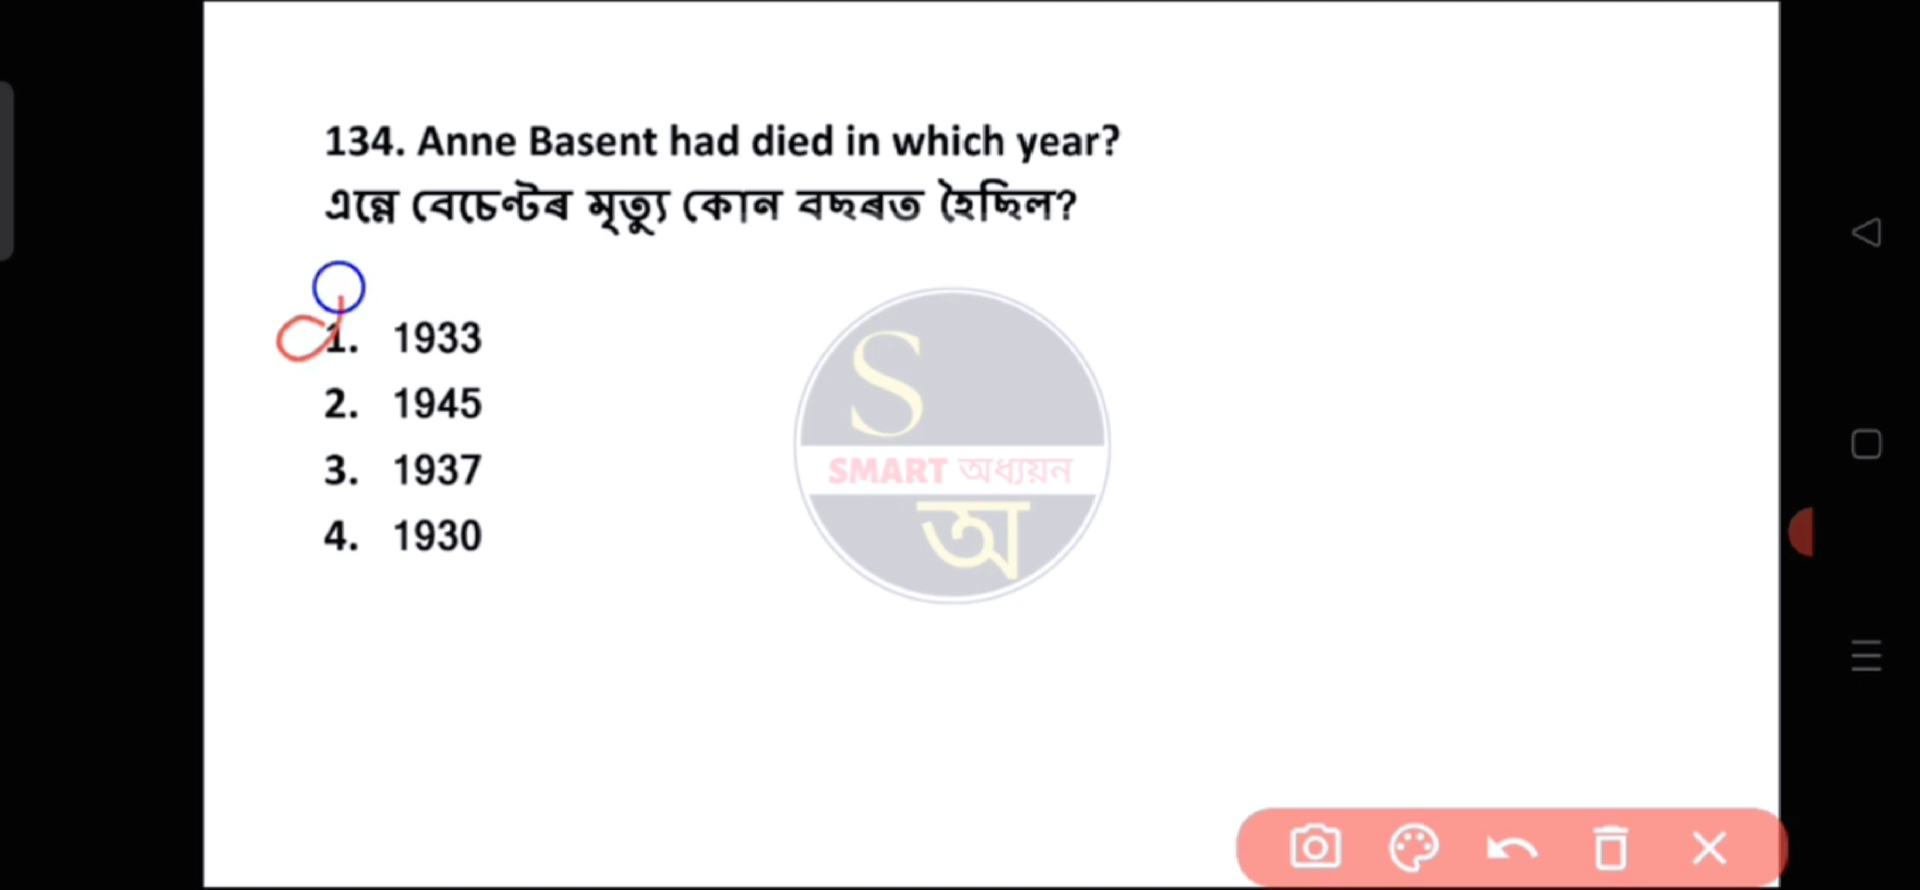 134. Anne Basent had died in which year?
এন্নে বেচেণ্টৰ মৃত্যু কোন বছৰত হৈছিল?
1. 1933
2. 1945
3. 1937
4. 1930
S
SMART অধ্যয়ন
অ